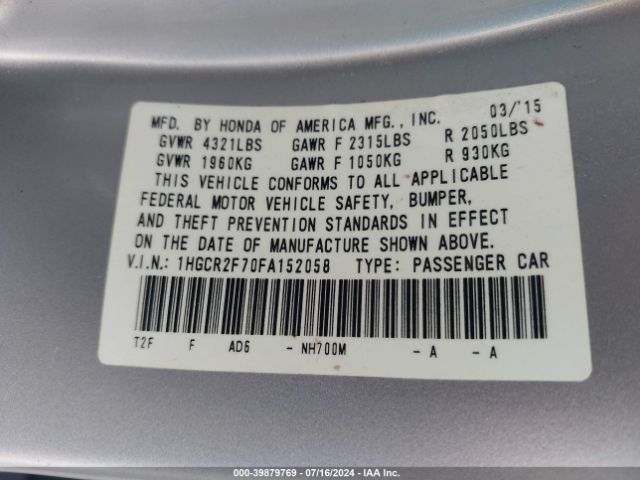 MFD. BY HONDA OF AMERICA MFG., INC. 03/'15
GVWR 4321LBS GAWR F 2315LBS R 2050LBS
GVWR 1960KG GAWR F 1050KG R 930KG
THIS VEHICLE CONFORMS TO ALL APPLICABLE
FEDERAL MOTOR VEHICLE SAFETY, BUMPER,
AND THEFT PREVENTION STANDARDS IN EFFECT
ON THE DATE OF MANUFACTURE SHOWN ABOVE.
V.I.N.: 1HGCR2F70FA152058 TYPE: PASSENGER CAR
T2F F AD6 - NH700M - A - A
000-39879769 | 07/16/2024 | IAA Inc.